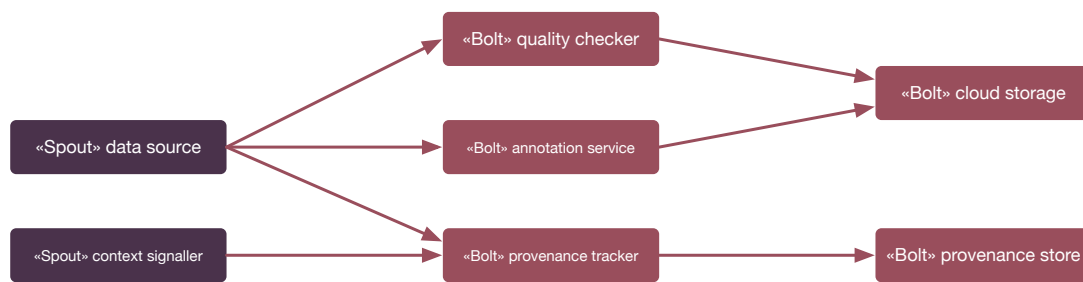 «Bolt» quality checker
«Bolt» cloud storage
«Spout» data source
«Bolt» annotation service
«Spout» context signaller
«Bolt» provenance tracker
«Bolt» provenance store